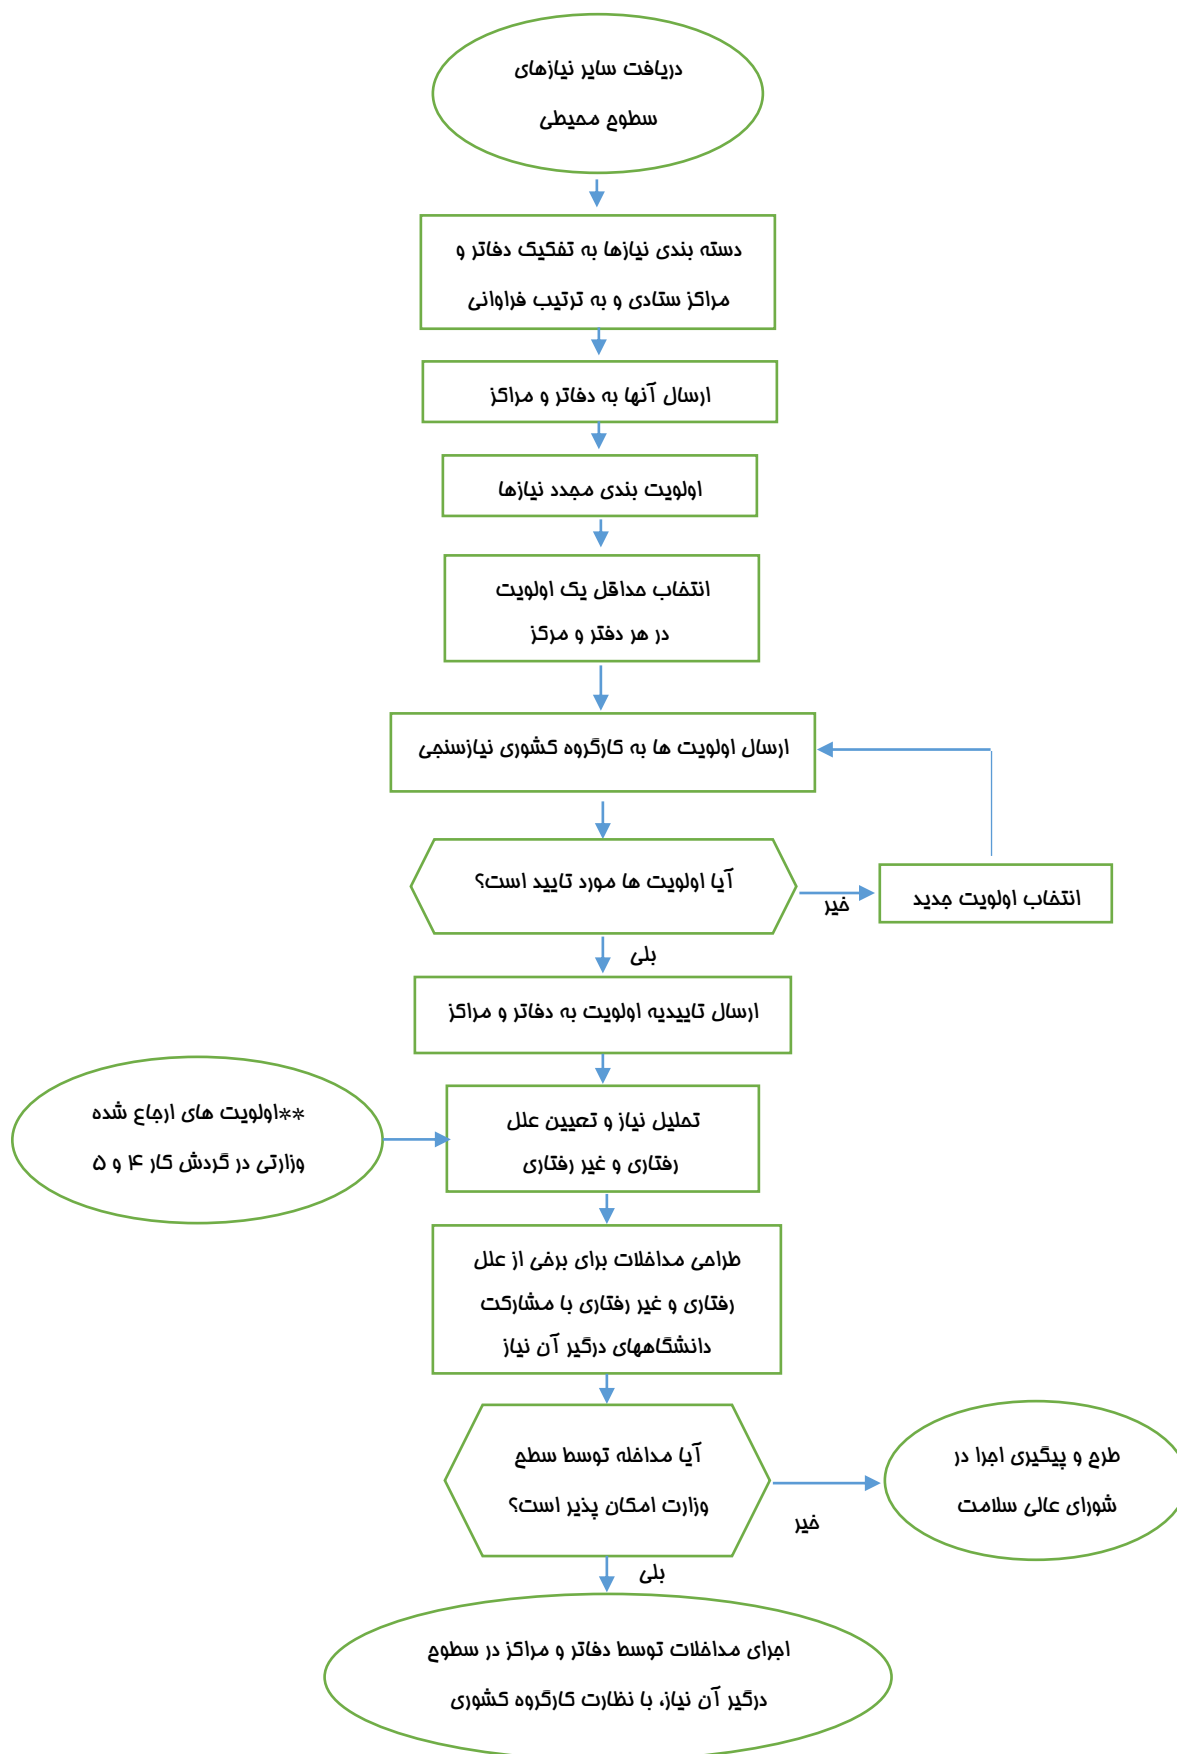 دریافت سایر نیازهای
سطوح محیطی
دسته بندی نیازها به تفکیک دفاتر و
مراکز ستادی و به ترتیب فراوانی
ارسال آنها به دفاتر و مراکز
اولویت بندی مجدد نیازها
انتخاب حداقل یک اولویت
در هر دفتر و مرکز
ارسال اولویت ها به کارگروه کشوری نیازسنجی
آیا اولویت ها مورد تایید است؟
خیر
انتخاب اولویت جدید
بلی
ارسال تاییدیه اولویت به دفاتر و مراکز
**اولویت های ارجاع شده
وزارتی در گردش کار ۴ و ۵
تحلیل نیاز و تعیین علل
رفتاری و غیر رفتاری
طراحی مداخلات برای برخی از علل
رفتاری و غیر رفتاری با مشارکت
دانشگاههای درگیر آن نیاز
آیا مداخله توسط سطح
وزارت امکان پذیر است؟
خیر
طرح و پیگیری اجرا در
شورای عالی سلامت
بلی
اجرای مداخلات توسط دفاتر و مراکز در سطوح
درگیر آن نیاز، با نظارت کارگروه کشوری